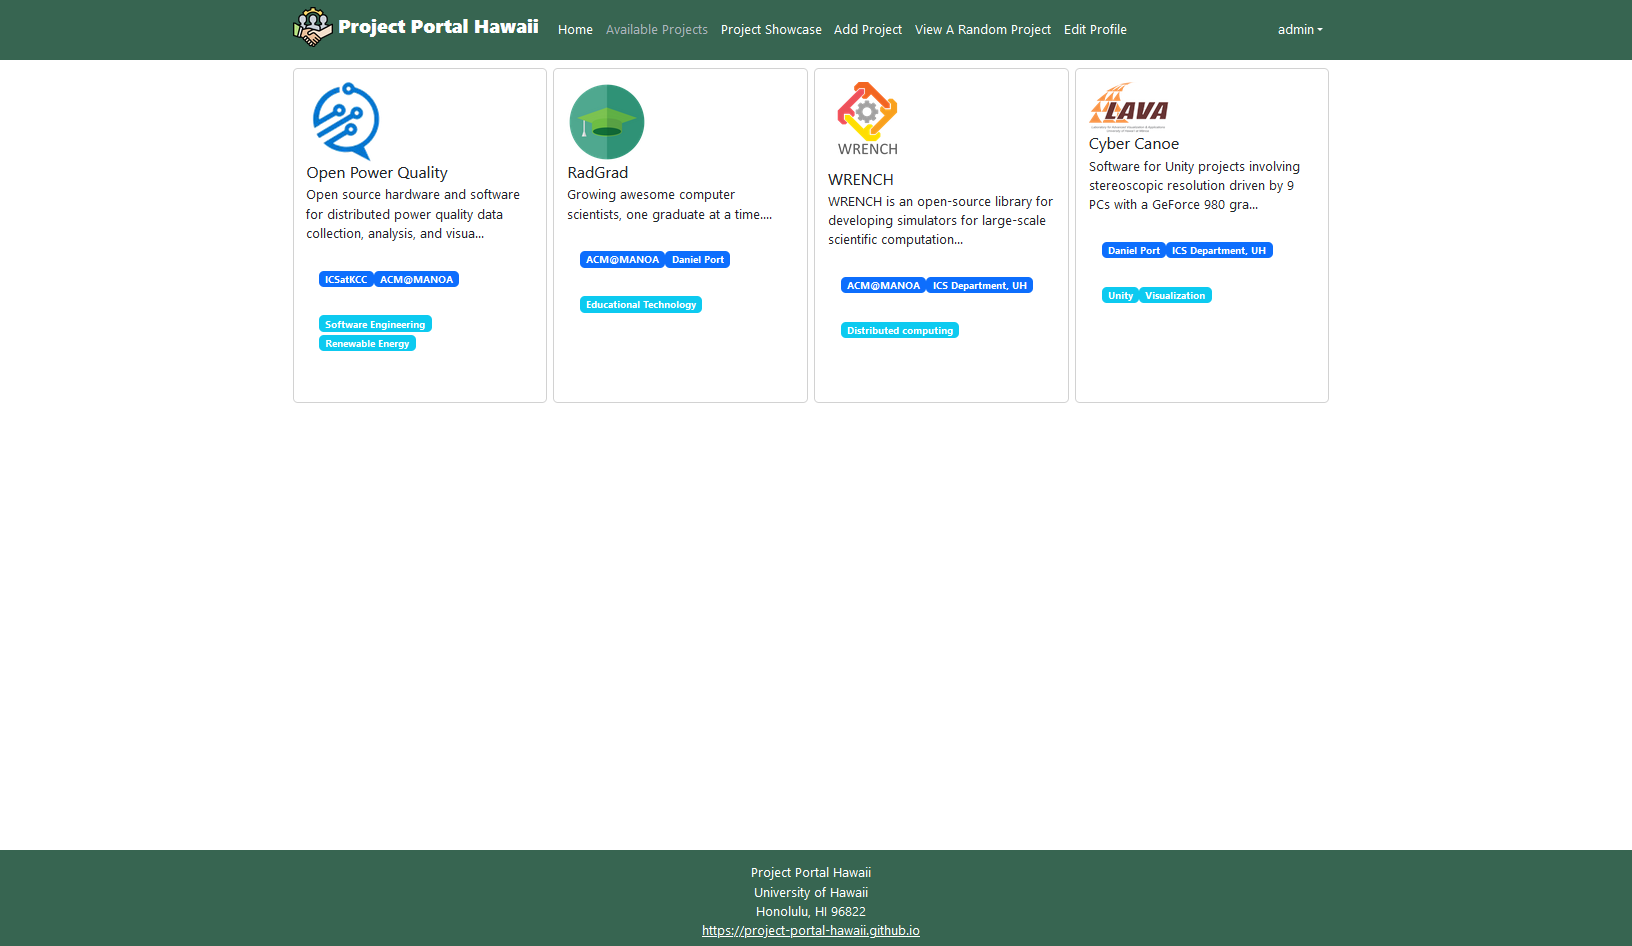 Project Portal Hawaii
Home Available Projects Project Showcase Add Project View A Random Project Edit Profile
admin
Open Power Quality
Open source hardware and software
for distributed power quality data
collection, analysis, and visua...
ICSatKCC ACM@MANOA
Software Engineering
Renewable Energy
RadGrad
Growing awesome computer
scientists, one graduate at a time....
ACM@MANOA Daniel Port
Educational Technology
WRENCH
WRENCH
WRENCH is an open-source library for
developing simulators for large-scale
scientific computation...
ACM@MANOA ICS Department, UH
Distributed computing
LAVA
Cyber Canoe
Software for Unity projects involving
stereoscopic resolution driven by 9
PCs with a GeForce 980 gra...
Daniel Port ICS Department, UH
Unity Visualization
Project Portal Hawaii
University of Hawaii
Honolulu, HI 96822
https://project-portal-hawaii.github.io